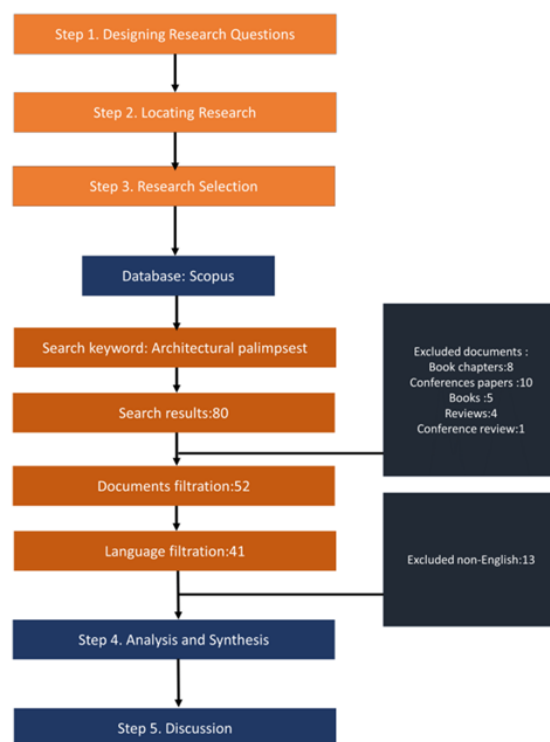 Step 1. Designing Research Questions
Step 2. Locating Research
Step 3. Research Selection
Database: Scopus
Search keyword: Architectural palimpsest
Search results:80
Excluded documents :
Book chapters:8
Conferences papers :10
Books :5
Reviews:4
Conference review:1
Documents filtration:52
Language filtration:41
Excluded non-English:13
Step 4. Analysis and Synthesis
Step 5. Discussion